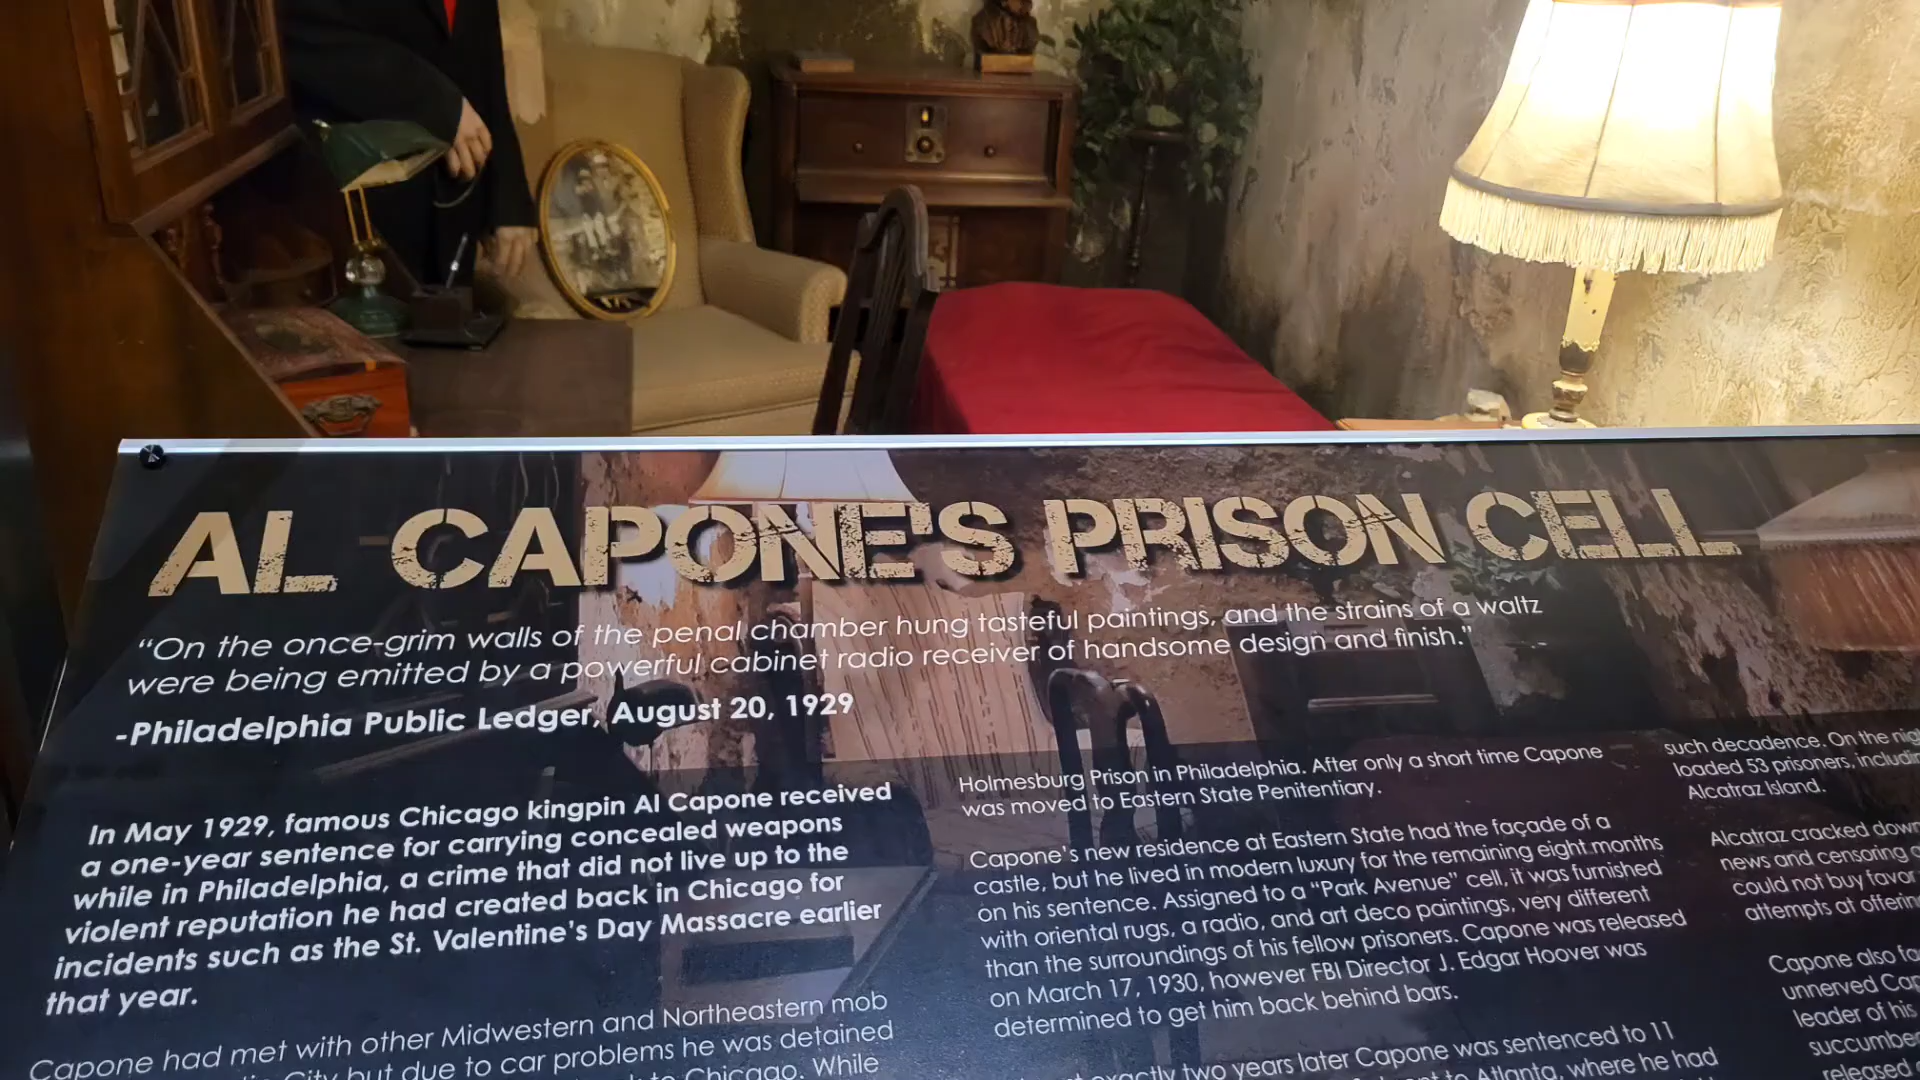 AL CAPONE'S PRISON CELL
“On the once-grim walls of the penal chamber hung tasteful paintings, and the strains of a waltz
were being emitted by a powerful cabinet radio receiver of handsome design and finish.”
-Philadelphia Public Ledger, August 20, 1929
In May 1929, famous Chicago kingpin Al Capone received
a one-year sentence for carrying concealed weapons
while in Philadelphia, a crime that did not live up to the
violent reputation he had created back in Chicago for
incidents such as the St. Valentine’s Day Massacre earlier
that year.
Capone had met with other Midwestern and Northeastern mob
City but due to car problems he was detained
Chicago. While
Holmesburg Prison in Philadelphia. After only a short time Capone
was moved to Eastern State Penitentiary.
Capone’s new residence at Eastern State had the façade of a
castle, but he lived in modern luxury for the remaining eight months
on his sentence. Assigned to a “Park Avenue” cell, it was furnished
with oriental rugs, a radio, and art deco paintings, very different
than the surroundings of his fellow prisoners. Capone was released
on March 17, 1930, however FBI Director J. Edgar Hoover was
determined to get him back behind bars.
exactly two years later Capone was sentenced to 11
to Atlanta, where he had
such decadence. On the
loaded 53 prisoners,
Alcatraz Island.
Alcatraz cracked
news and censoring
could not buy favor
attempts at
Capone also
unnerved
leader of his
released